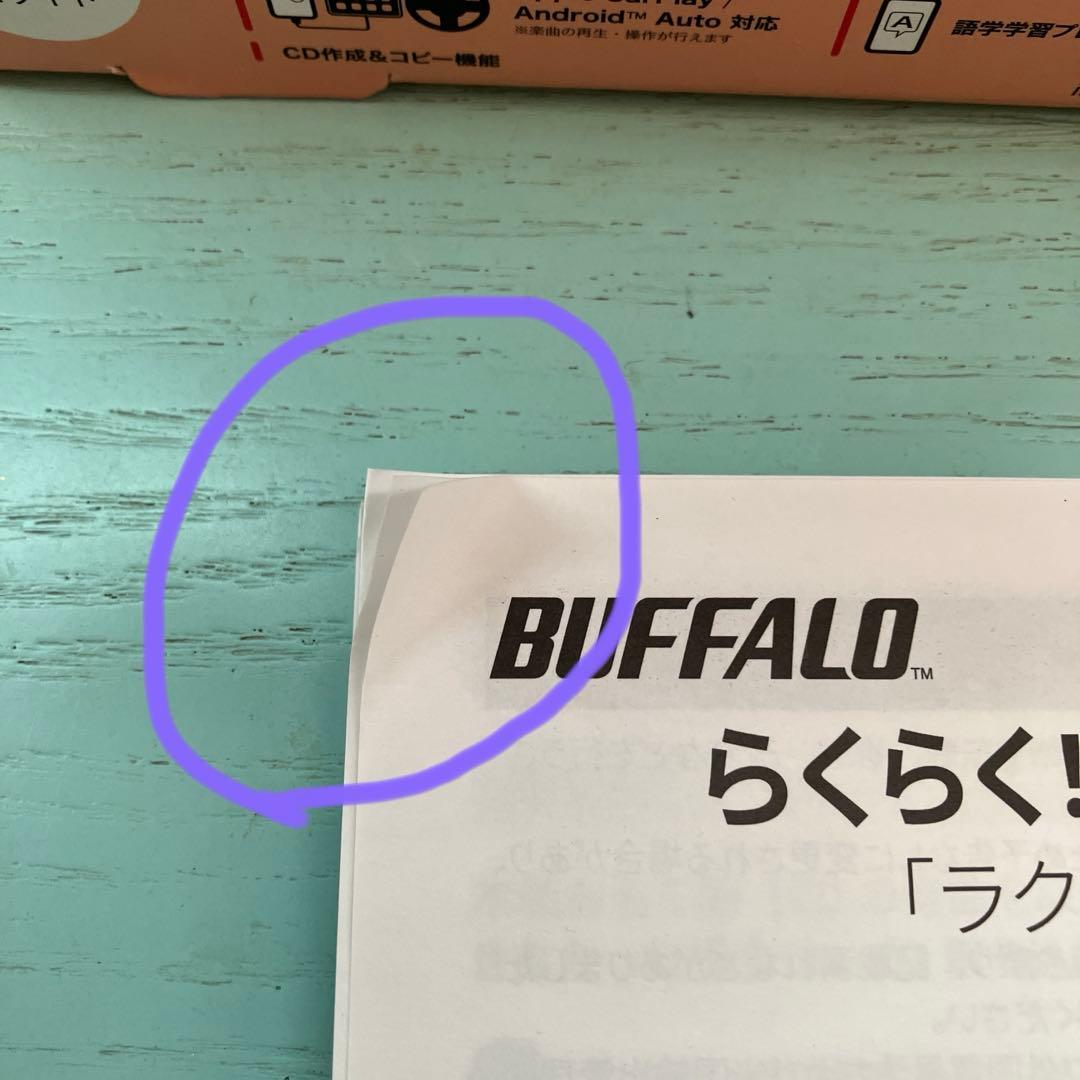 Android™ Auto 対応
※楽曲の再生・操作が行えます
CD作成&コピー機能
A
語学学習プ
BUFFALO™
らくらく!
「ラク